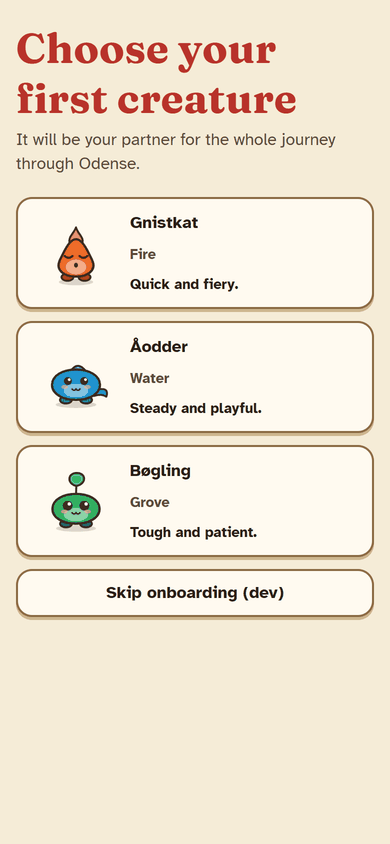 Choose your
first creature
It will be your partner for the whole journey
through Odense.
Gnistkat
Fire
Quick and fiery.
Åodder
Water
Steady and playful.
Bøgling
Grove
Tough and patient.
Skip onboarding (dev)